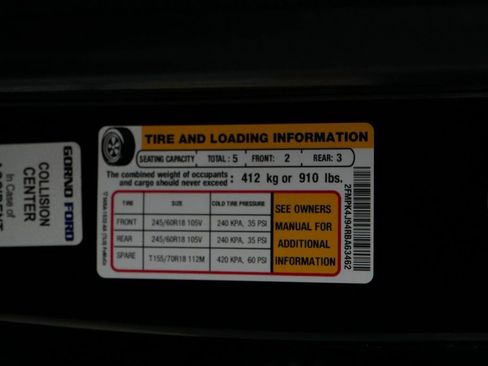 TIRE AND LOADING INFORMATION
SEATING CAPACITY TOTAL : 5 FRONT: 2 REAR: 3
The combined weight of occupants
and cargo should never exceed : 412 kg or 910 lbs.
TIRE SIZE COLD TIRE PRESSURE
FRONT 245/60R18 105V 240 KPA, 35 PSI
REAR 245/60R18 105V 240 KPA, 35 PSI
SPARE T155/70R18 112M 420 KPA, 60 PSI
SEE OWNERS
MANUAL FOR
ADDITIONAL
INFORMATION
2FMPK4J94RBA63462
GORNO FORD
COLLISION
CENTER
In Case of